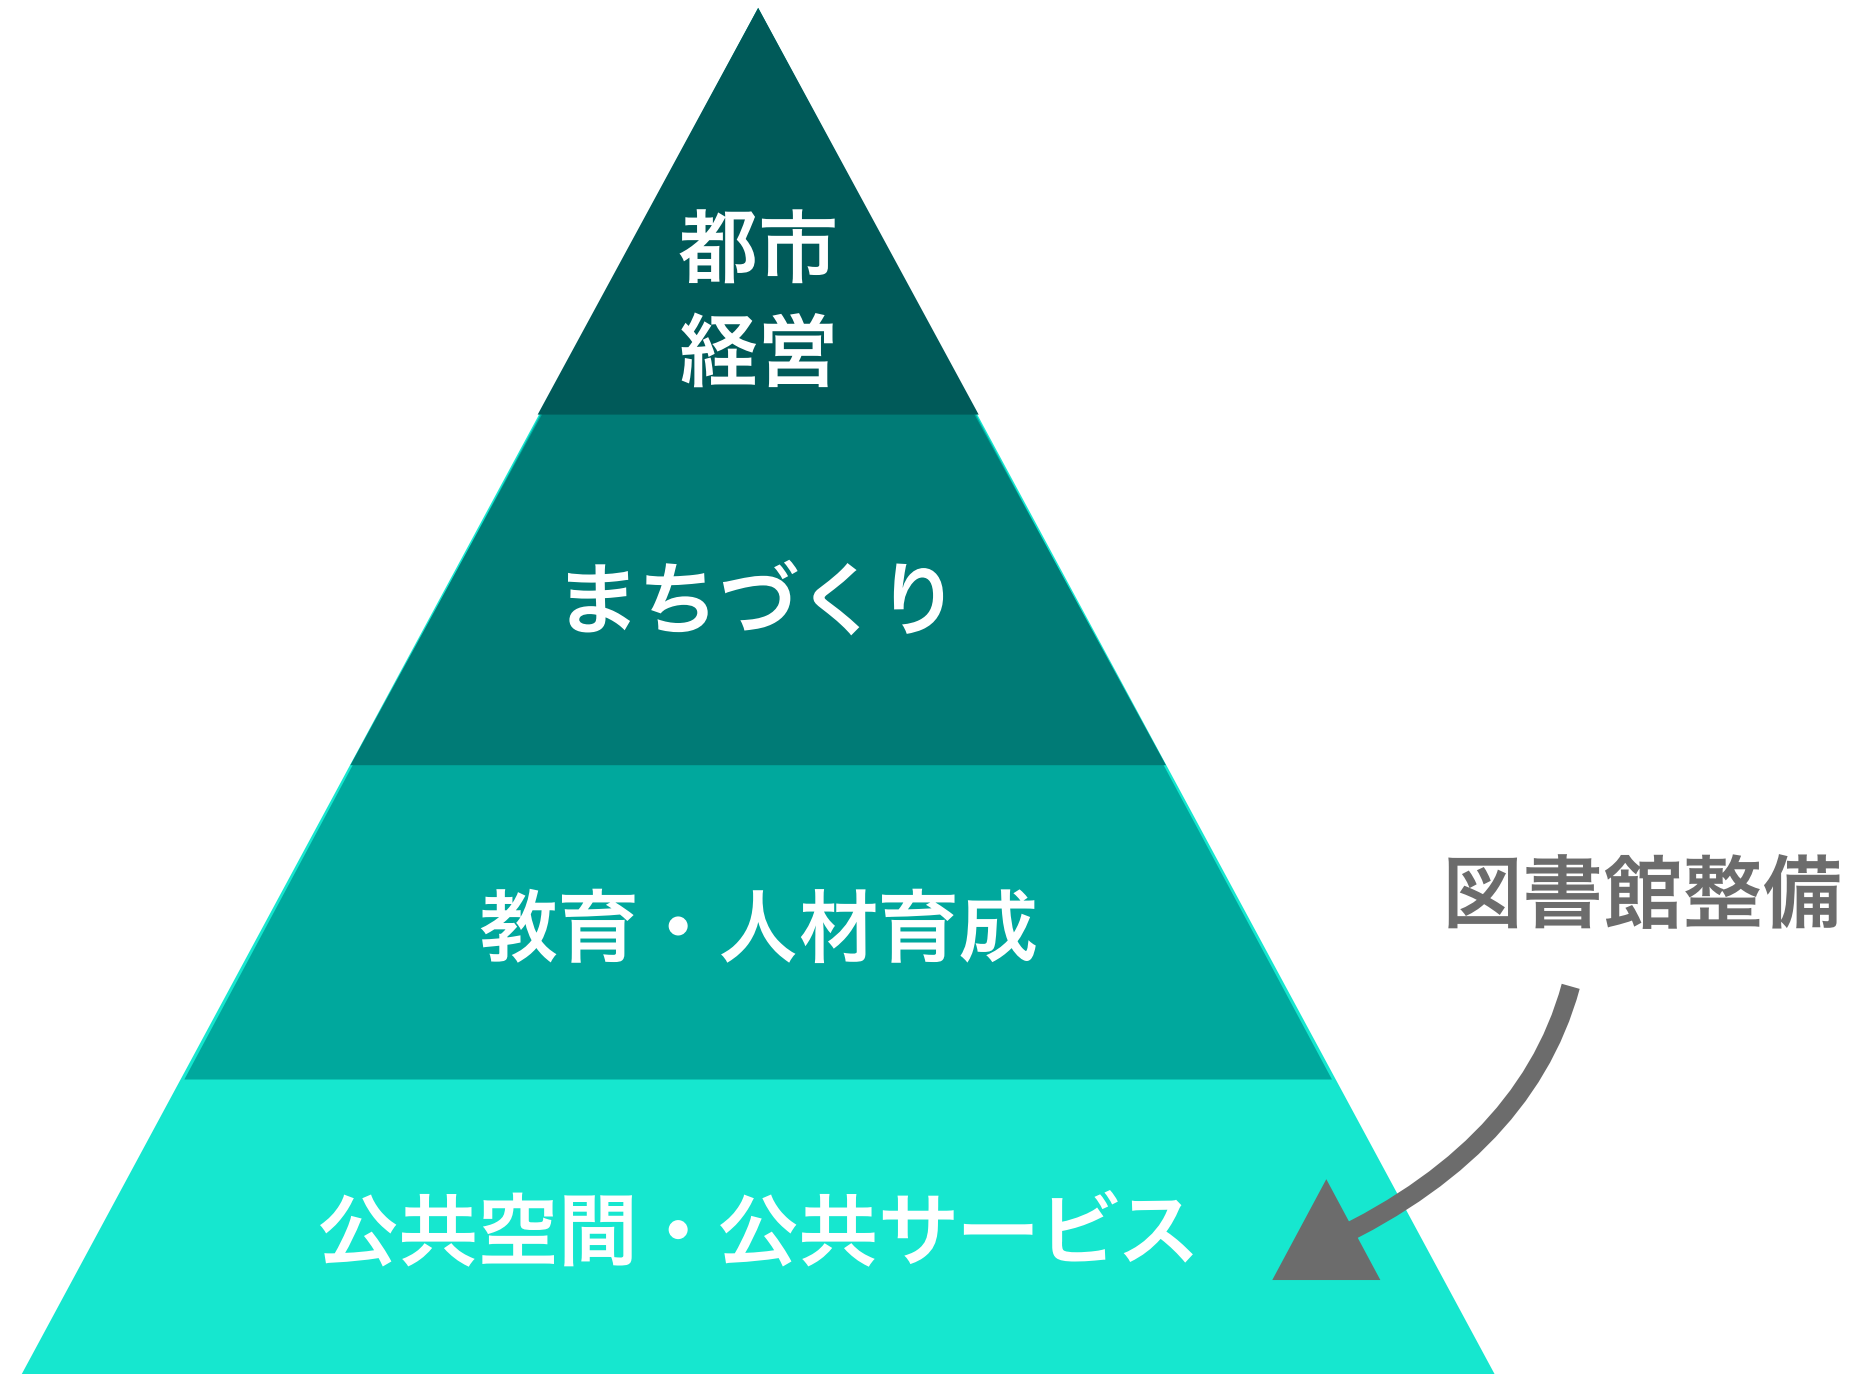 都市
経営
まちづくり
教育・人材育成
図書館整備
公共空間・公共サービス